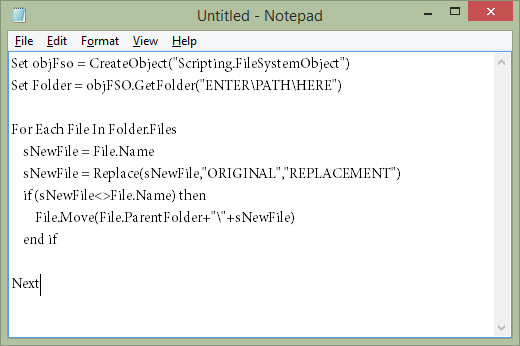 Untitled - Notepad
File Edit Format View Help
Set objFso = CreateObject("Scripting.FileSystemObject")
Set Folder = objFSO.GetFolder("ENTER\PATH\HERE")
For Each File In Folder.Files
sNewFile = File.Name
sNewFile = Replace(sNewFile,"ORIGINAL","REPLACEMENT")
if (sNewFile<>File.Name) then
File.Move(File.ParentFolder+"\"+sNewFile)
end if
Next